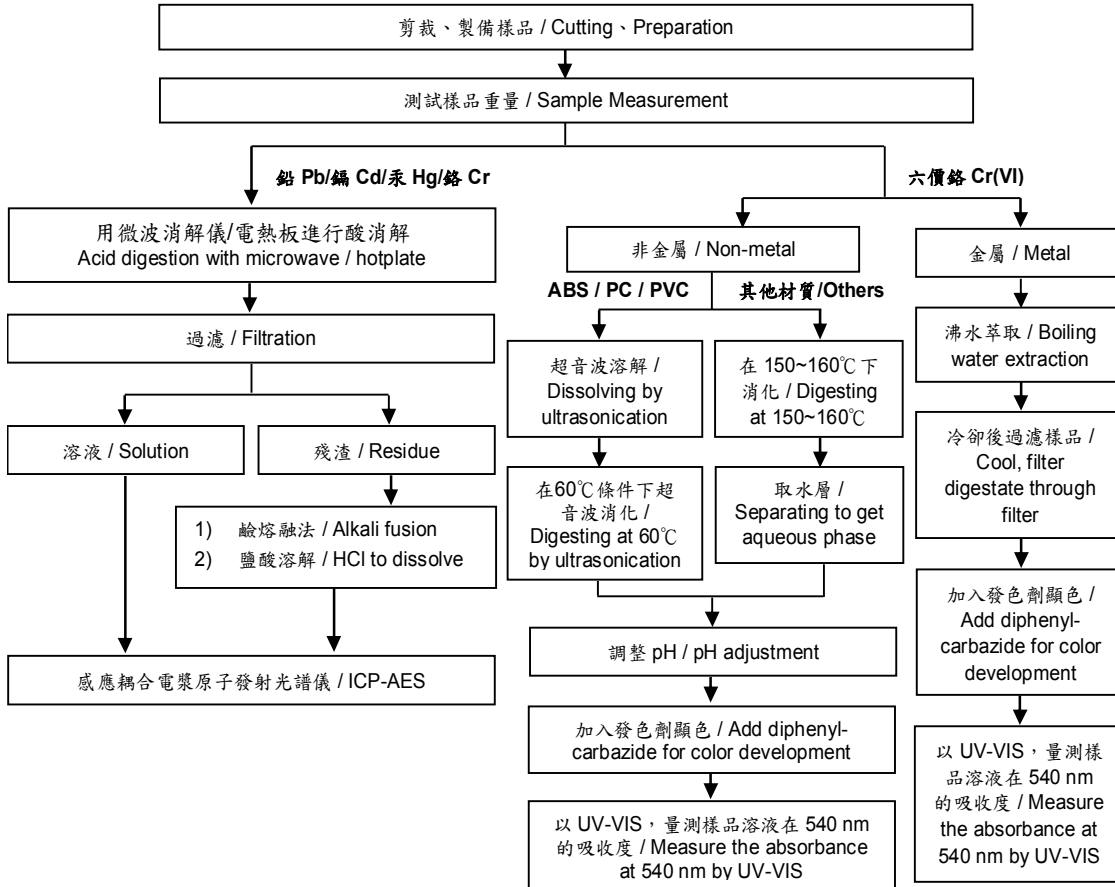 剪裁、製備樣品 / Cutting、Preparation
測試樣品重量 / Sample Measurement
鉛 Pb/鎘 Cd/汞 Hg/鉻 Cr
六價鉻 Cr(VI)
用微波消解儀/電熱板進行酸消解
Acid digestion with microwave / hotplate
非金屬 / Non-metal
金屬 / Metal
ABS / PC / PVC
其他材質/Others
過濾 / Filtration
超音波溶解 /
Dissolving by
ultrasonication
在 150~160℃下
消化 / Digesting
at 150~160℃
沸水萃取 / Boiling
water extraction
溶液 / Solution
殘渣 / Residue
冷卻後過濾樣品 /
Cool, filter
digestate through
filter
在60℃條件下超
音波消化 /
Digesting at 60℃
by ultrasonication
取水層 /
Separating to get
aqueous phase
1) 鹼熔融法 / Alkali fusion
2) 鹽酸溶解 / HCl to dissolve
加入發色劑顯色 /
Add diphenyl-
carbazide for color
development
調整 pH / pH adjustment
感應耦合電漿原子發射光譜儀 / ICP-AES
加入發色劑顯色 / Add diphenyl-
carbazide for color development
以 UV-VIS，量測樣
品溶液在 540 nm
的吸收度 / Measure
the absorbance at
540 nm by UV-VIS
以 UV-VIS，量測樣品溶液在 540 nm
的吸收度 / Measure the absorbance
at 540 nm by UV-VIS